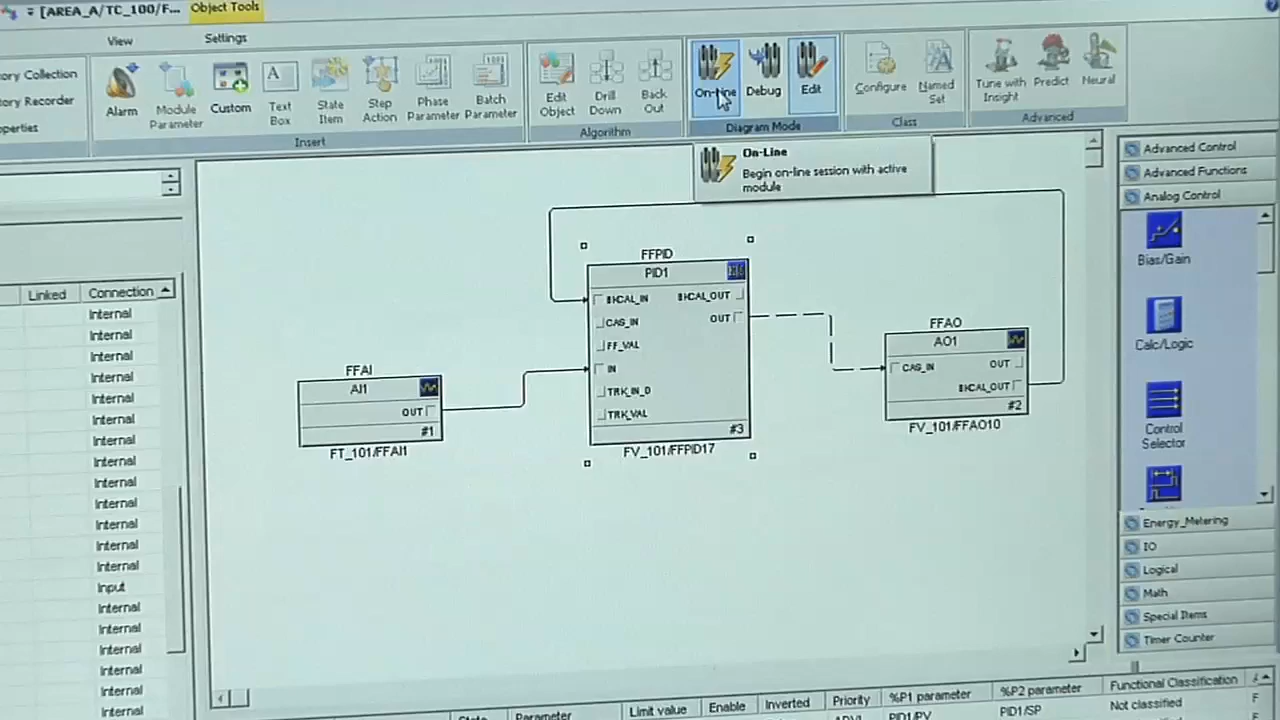 [AREA_A/TC_100/F...
Object Tools
View
Settings
ory Collection
ory Recorder
perties
Alarm
Module Parameter
Custom
Text Box
State Item
Step Action
Phase Parameter
Batch Parameter
Insert
Edit Object
Drill Down
Back Out
Algorithm
On-Line
Debug
Edit
Diagram Mode
Configure
Named Set
Class
Tune with Insight
Predict
Neural
Advanced
On-Line
Begin on-line session with active module
Linked
Connection
Internal
Internal
Internal
Internal
Internal
Internal
Internal
Internal
Internal
Internal
Internal
Internal
Internal
Input
Internal
Internal
Internal
Internal
Internal
Internal
FFAI
AI1
OUT
#1
FT_101/FFAI1
FFPID
PID1
BKCAL_IN
BKCAL_OUT
CAS_IN
OUT
FF_VAL
IN
TRK_IN_D
TRK_VAL
#3
FV_101/FFPID17
FFAO
AO1
CAS_IN
OUT
BKCAL_OUT
#2
FV_101/FFAO10
Advanced Control
Advanced Functions
Analog Control
Bias/Gain
Calc/Logic
Control Selector
Energy_Metering
IO
Logical
Math
Special Items
Timer Counter
Parameter
Limit value
Enable
Inverted
Priority
%P1 parameter
%P2 parameter
Functional Classification
PID1/PV
PID1/SP
Not classified